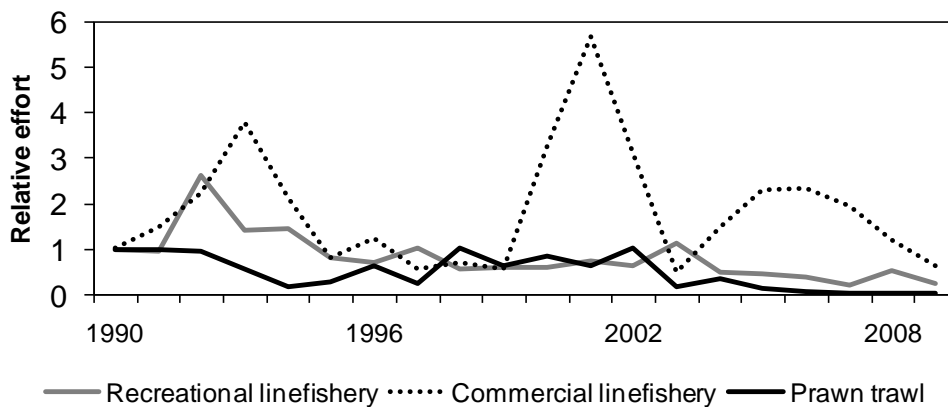 Relative effort
6
5
4
3
2
1
0
1990 1996 2002 2008
Recreational linefishery Commercial linefishery Prawn trawl